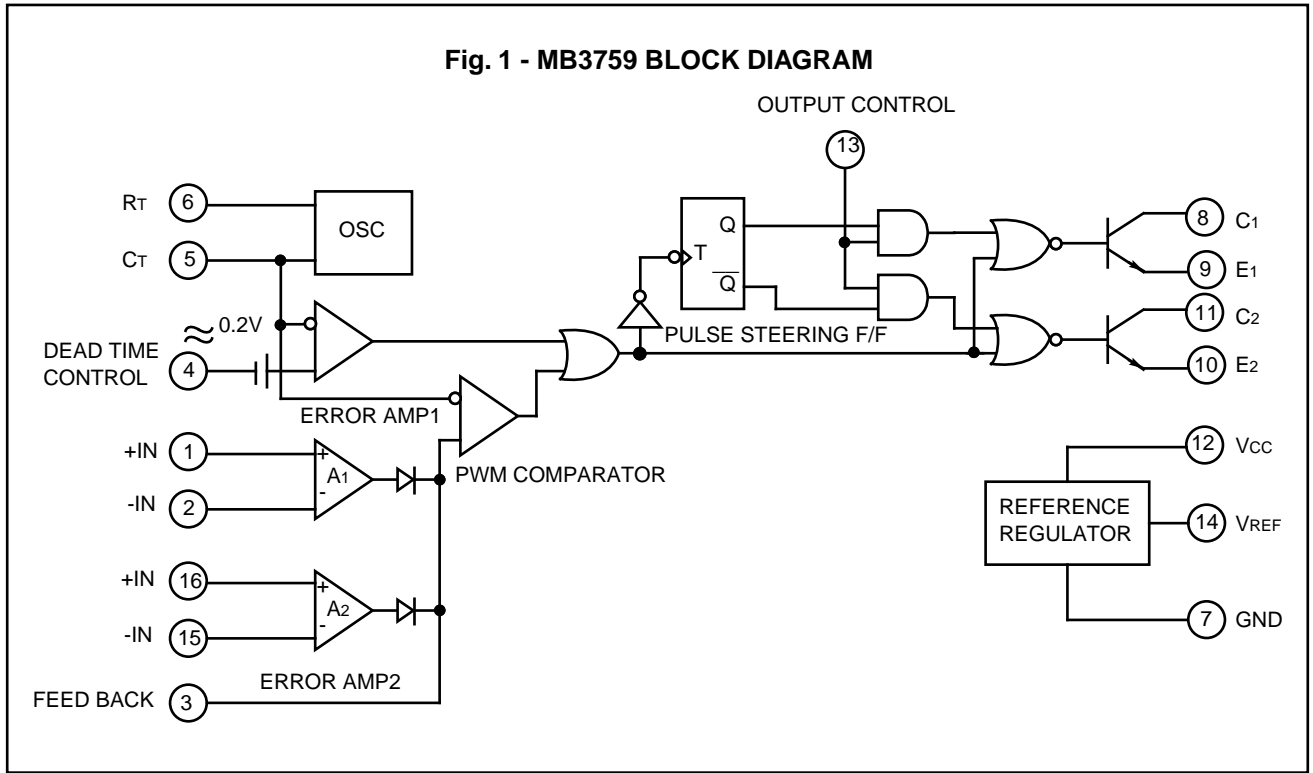 Fig. 1 - MB3759 BLOCK DIAGRAM
OUTPUT CONTROL
13
RT 6
OSC
CT 5
Q
T
Q
8 C1
9 E1
≈ 0.2V
DEAD TIME
CONTROL 4
PULSE STEERING F/F
11 C2
10 E2
ERROR AMP1
+IN 1
+
A1
-
-IN 2
PWM COMPARATOR
12 VCC
REFERENCE
REGULATOR
14 VREF
+IN 16
+
A2
-
-IN 15
7 GND
ERROR AMP2
FEED BACK 3